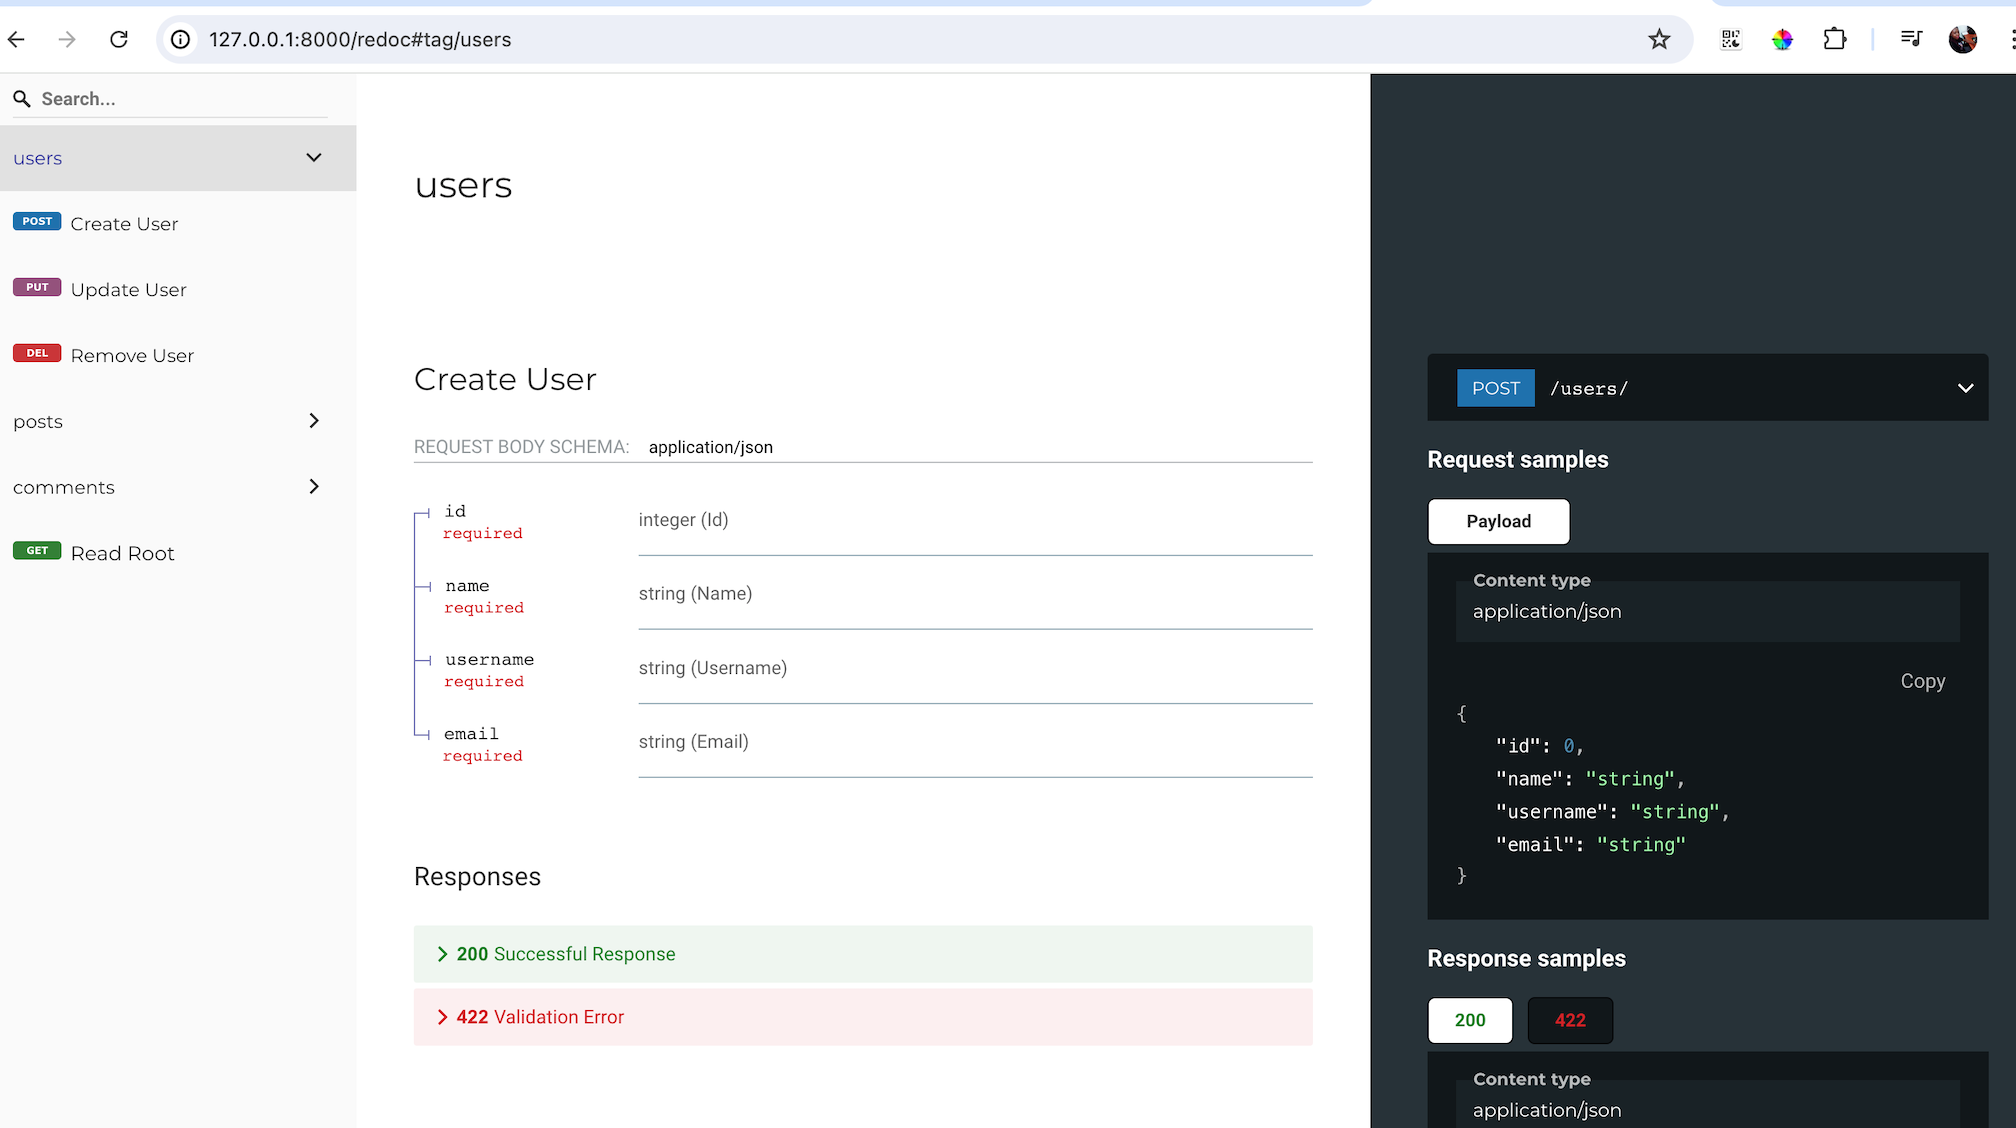 127.0.0.1:8000/redoc#tag/users
Search...
users
POST Create User
PUT Update User
DEL Remove User
posts
comments
GET Read Root
users
Create User
REQUEST BODY SCHEMA: application/json
id
required
integer (Id)
name
required
string (Name)
username
required
string (Username)
email
required
string (Email)
Responses
200 Successful Response
422 Validation Error
POST /users/
Request samples
Payload
Content type
application/json
Copy
{
"id": 0,
"name": "string",
"username": "string",
"email": "string"
}
Response samples
200 422
Content type
application/json